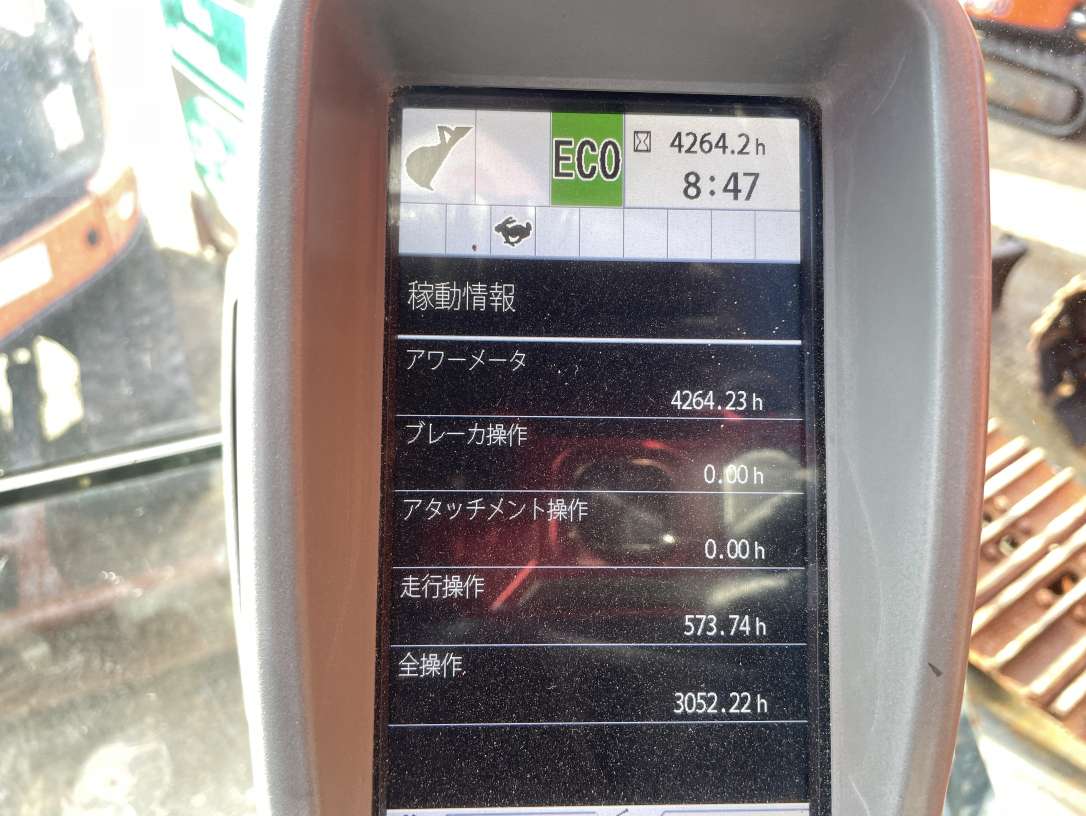 ECO
4264.2 h
8:47
稼動情報
アワーメータ
4264.23 h
ブレーカ操作
0.00 h
アタッチメント操作
0.00 h
走行操作
573.74 h
全操作
3052.22 h